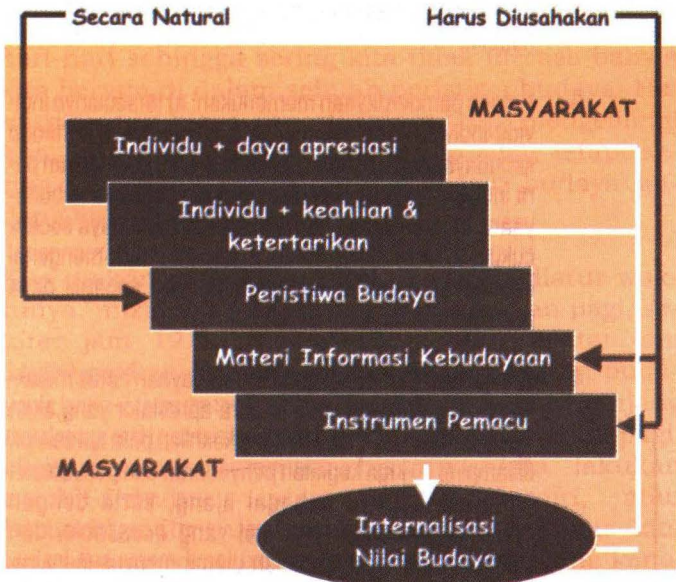 Secara Natural
Harus Diusahakan
MASYARAKAT
Individu + daya apresiasi
Individu + keahlian &
ketertarikan
Peristiwa Budaya
Materi Informasi Kebudayaan
Instrumen Pemacu
MASYARAKAT
Internalisasi
Nilai Budaya